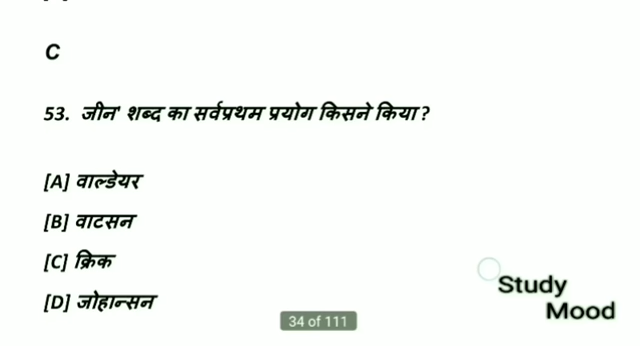 C
53. जीन' शब्द का सर्वप्रथम प्रयोग किसने किया?
[A] वाल्डेयर
[B] वाटसन
[C] क्रिक
[D] जोहान्सन
Study
Mood
34 of 111